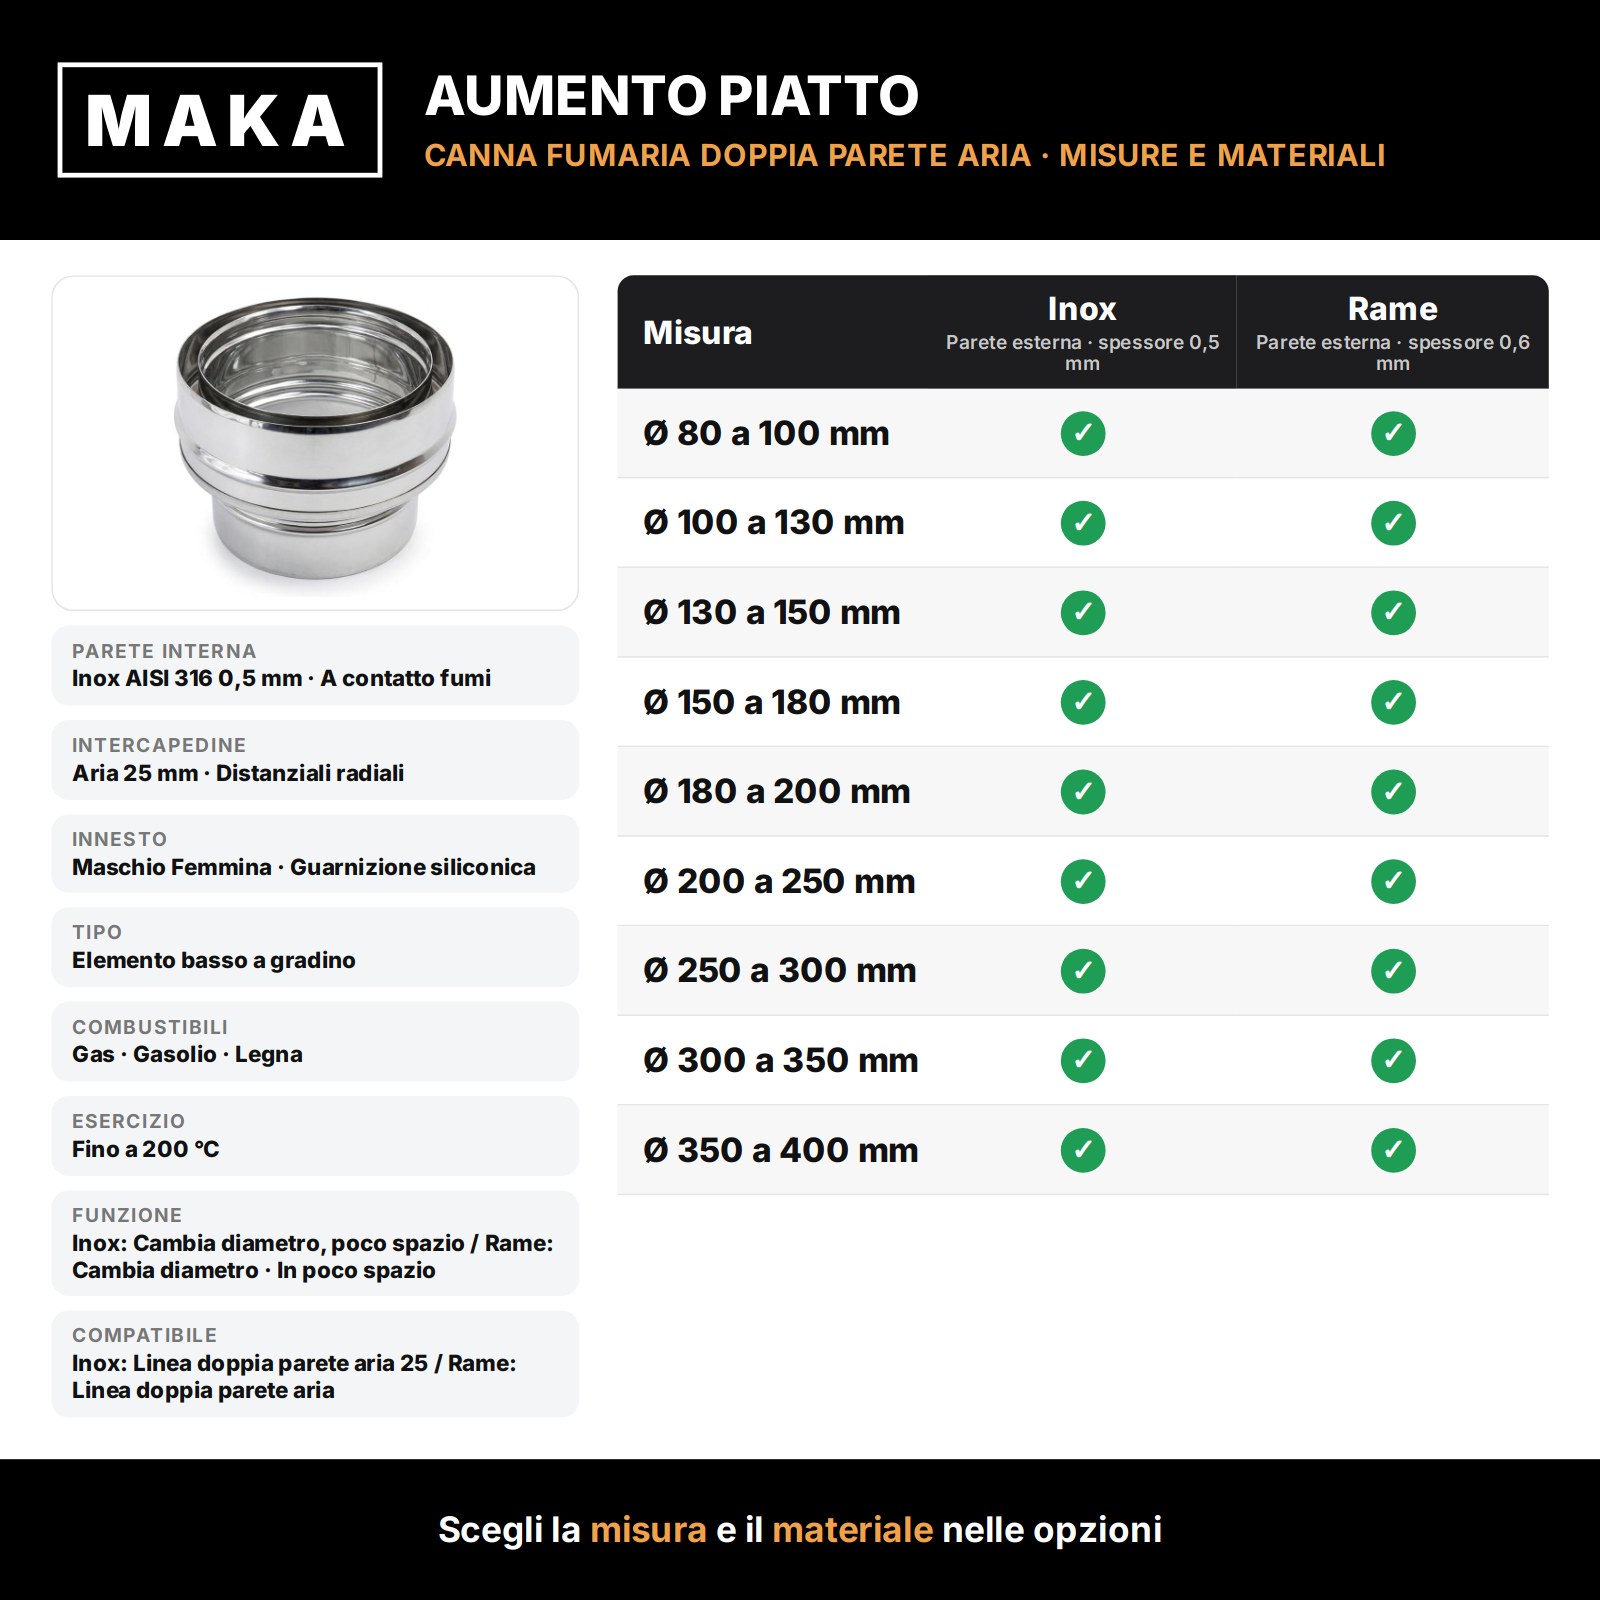 MAKA
AUMENTO PIATTO
CANNA FUMARIA DOPPIA PARETE ARIA · MISURE E MATERIALI
PARETE INTERNA
Inox AISI 316 0,5 mm · A contatto fumi
INTERCAPEDINE
Aria 25 mm · Distanziali radiali
INNESTO
Maschio Femmina · Guarnizione siliconica
TIPO
Elemento basso a gradino
COMBUSTIBILI
Gas · Gasolio · Legna
ESERCIZIO
Fino a 200 °C
FUNZIONE
Inox: Cambia diametro, poco spazio / Rame:
Cambia diametro · In poco spazio
COMPATIBILE
Inox: Linea doppia parete aria 25 / Rame:
Linea doppia parete aria
Misura
Inox
Parete esterna · spessore 0,5
mm
Rame
Parete esterna · spessore 0,6
mm
Ø 80 a 100 mm ✓ ✓
Ø 100 a 130 mm ✓ ✓
Ø 130 a 150 mm ✓ ✓
Ø 150 a 180 mm ✓ ✓
Ø 180 a 200 mm ✓ ✓
Ø 200 a 250 mm ✓ ✓
Ø 250 a 300 mm ✓ ✓
Ø 300 a 350 mm ✓ ✓
Ø 350 a 400 mm ✓ ✓
Scegli la misura e il materiale nelle opzioni